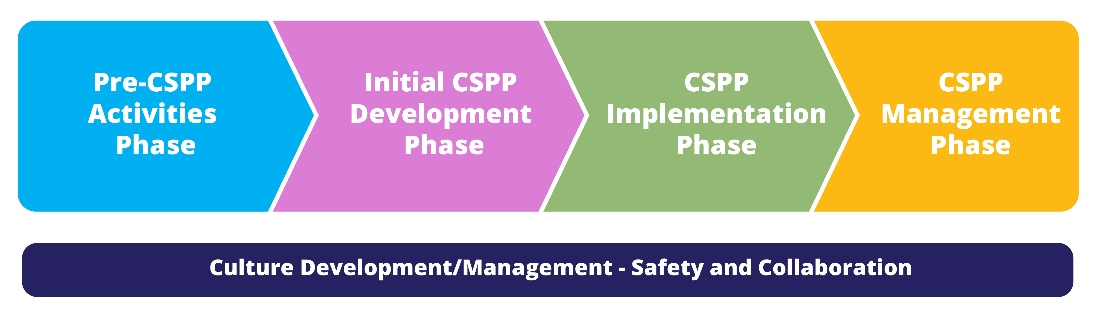 Pre-CSPP
Activities
Phase
Initial CSPP
Development
Phase
CSPP
Implementation
Phase
CSPP
Management
Phase
Culture Development/Management - Safety and Collaboration